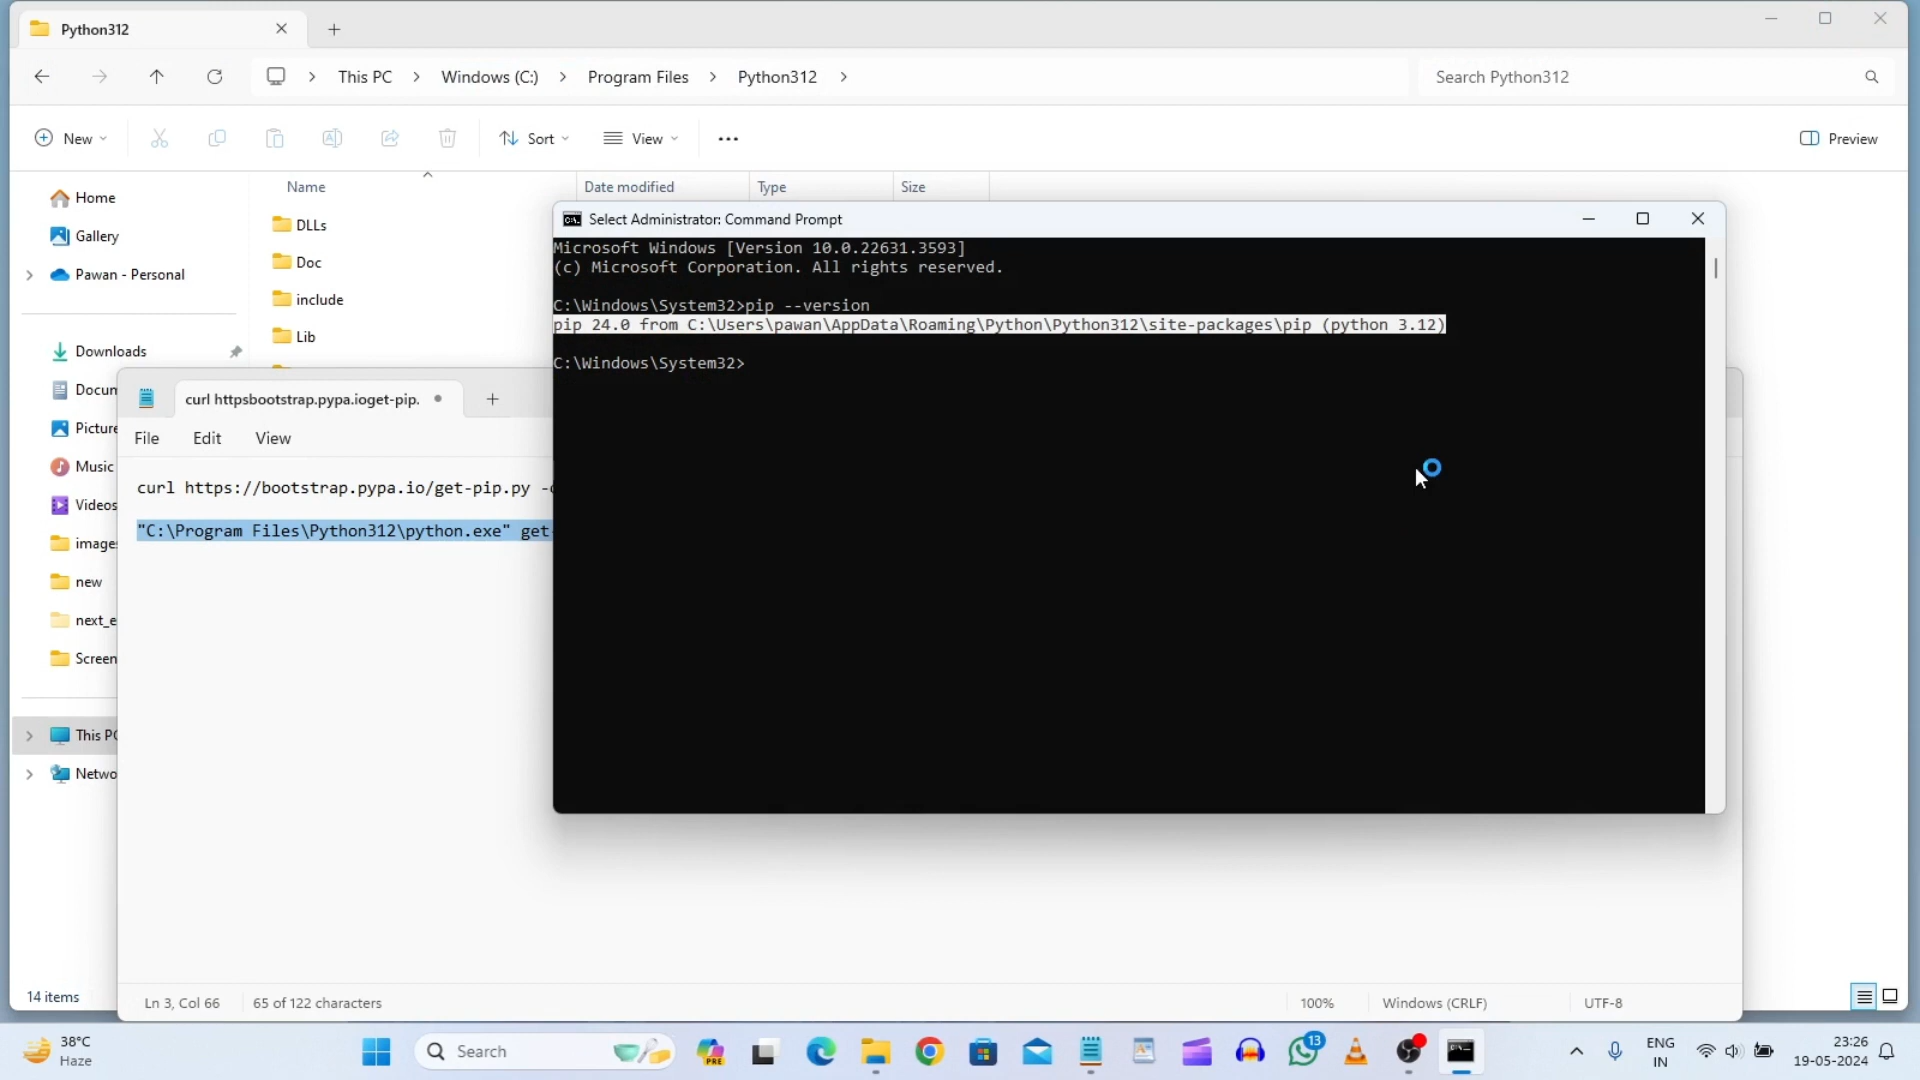 Python312
This PC > Windows (C:) > Program Files > Python312 >
Search Python312
New
Sort
View
Preview
Home
Gallery
Pawan - Personal
Downloads
Docum
Picture
Music
Videos
image
new
next_e
Screen
This PC
Netwo
Name
Date modified
Type
Size
DLLs
Doc
include
Lib
14 items
curl httpsbootstrap.pypa.ioget-pip.
File
Edit
View
curl https://bootstrap.pypa.io/get-pip.py -o
"C:\Program Files\Python312\python.exe" get-
Ln 3, Col 66
65 of 122 characters
100%
Windows (CRLF)
UTF-8
Select Administrator: Command Prompt
Microsoft Windows [Version 10.0.22631.3593]
(c) Microsoft Corporation. All rights reserved.
C:\Windows\System32>pip --version
pip 24.0 from C:\Users\pawan\AppData\Roaming\Python\Python312\site-packages\pip (python 3.12)
C:\Windows\System32>
38°C
Haze
Search
PRE
13
ENG
IN
23:26
19-05-2024